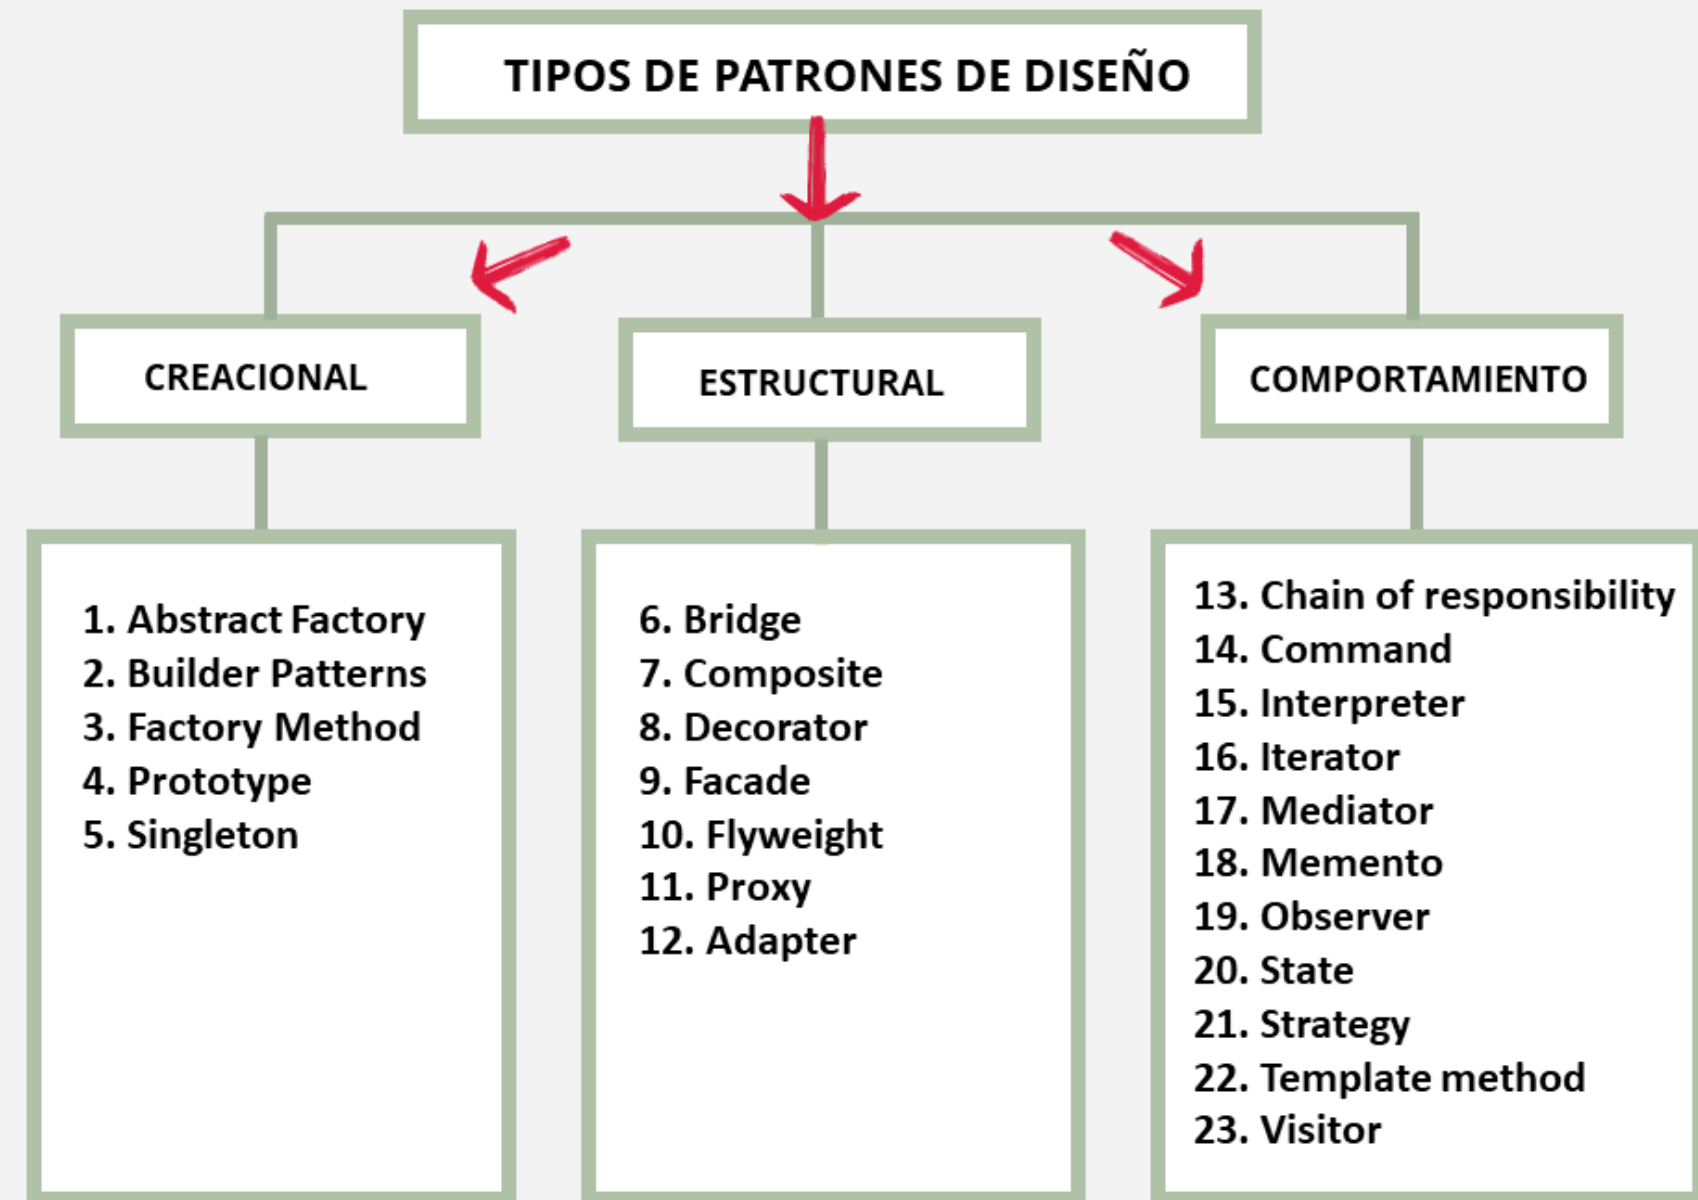 TIPOS DE PATRONES DE DISEÑO
CREACIONAL
ESTRUCTURAL
COMPORTAMIENTO
1. Abstract Factory
2. Builder Patterns
3. Factory Method
4. Prototype
5. Singleton
6. Bridge
7. Composite
8. Decorator
9. Facade
10. Flyweight
11. Proxy
12. Adapter
13. Chain of responsibility
14. Command
15. Interpreter
16. Iterator
17. Mediator
18. Memento
19. Observer
20. State
21. Strategy
22. Template method
23. Visitor